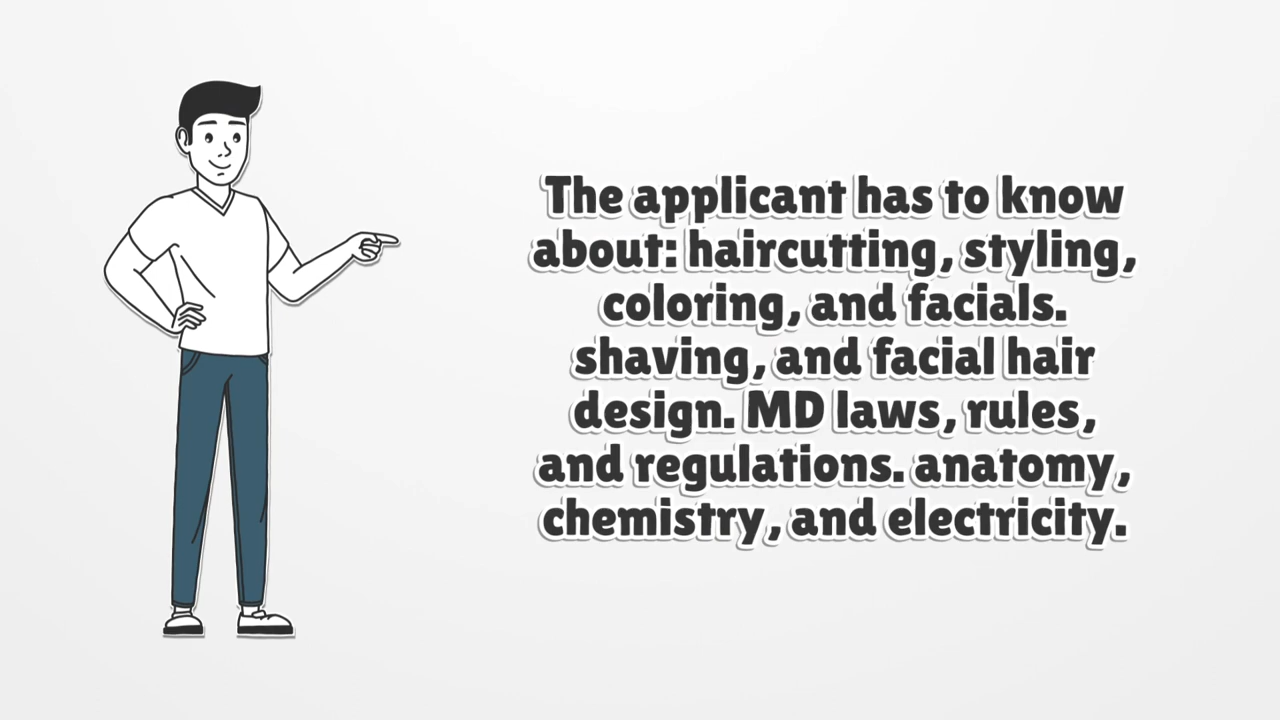 The applicant has to know
about: haircutting, styling,
coloring, and facials.
shaving, and facial hair
design. MD laws, rules,
and regulations. anatomy,
chemistry, and electricity.